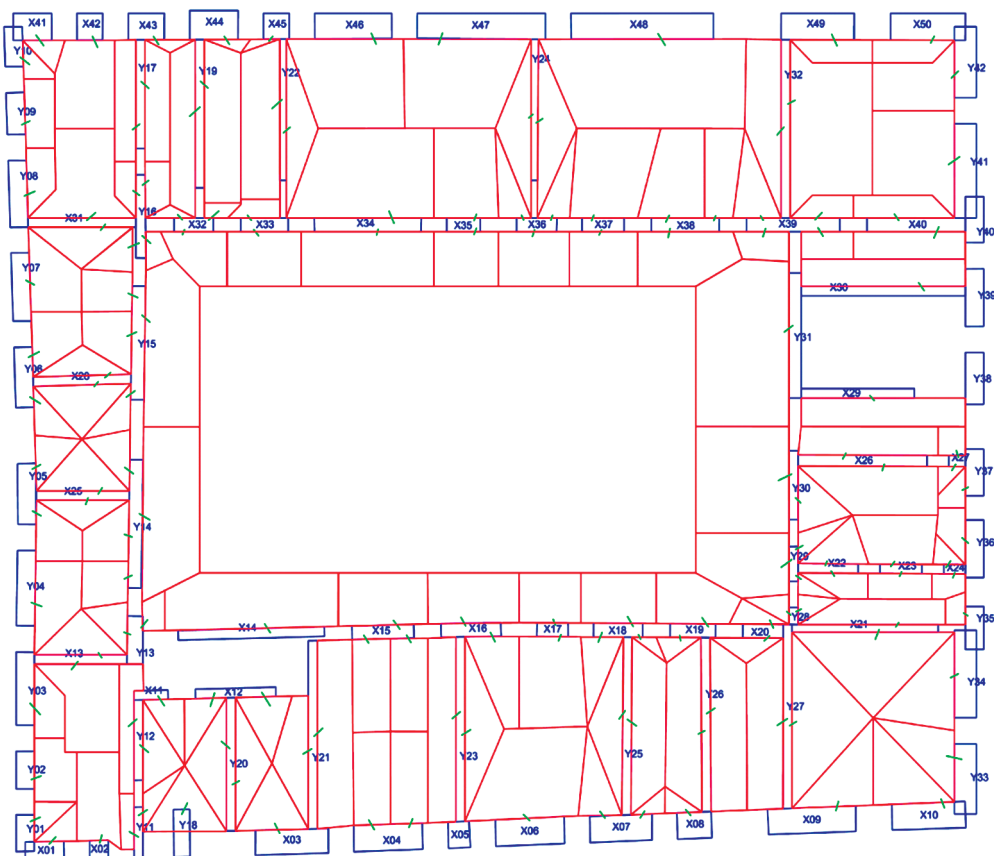 X41 X42 X43 X44 X45 X46 X47 X48 X49 X50
Y10 Y17 Y19 Y22 Y24 Y32 Y42
Y09 Y41
Y08
X31 Y16 X32 X33 X34 X35 X36 X37 X38 X39 X40 Y40
Y07 X30 Y39
Y15 Y31
Y06 X28 X29 Y38
Y05 X25 X26 X27 Y37
Y14 Y30
Y04 Y29 X22 X23 X24 Y36
X13 Y13 X14 X15 X16 X17 X18 X19 X20 Y28 X21 Y35
Y03 X11 X12 Y26 Y27 Y34
Y12 Y21 Y23 Y25
Y02 Y20 Y33
Y01 Y11 Y18
X01 X02 X03 X04 X05 X06 X07 X08 X09 X10